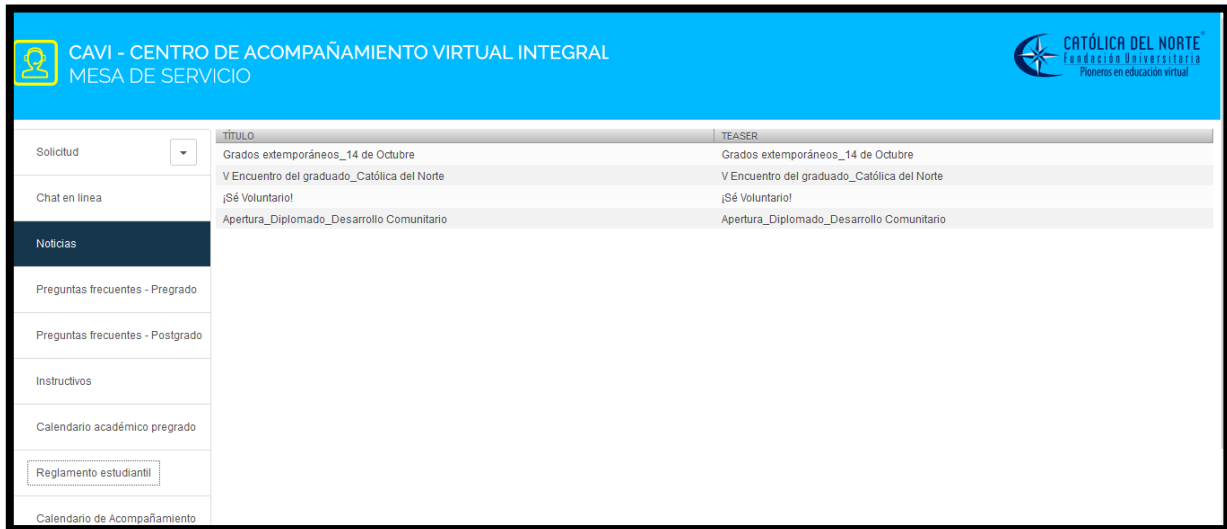 CAVI - CENTRO DE ACOMPAÑAMIENTO VIRTUAL INTEGRAL
MESA DE SERVICIO
CATÓLICA DEL NORTE
Fundación Universitaria
Pioneros en educación virtual
Solicitud
Chat en linea
Noticias
Preguntas frecuentes - Pregrado
Preguntas frecuentes - Postgrado
Instructivos
Calendario académico pregrado
Reglamento estudiantil
Calendario de Acompañamiento
TÍTULO TEASER
Grados extemporáneos_14 de Octubre Grados extemporáneos_14 de Octubre
V Encuentro del graduado_Católica del Norte V Encuentro del graduado_Católica del Norte
¡Sé Voluntario! ¡Sé Voluntario!
Apertura_Diplomado_Desarrollo Comunitario Apertura_Diplomado_Desarrollo Comunitario